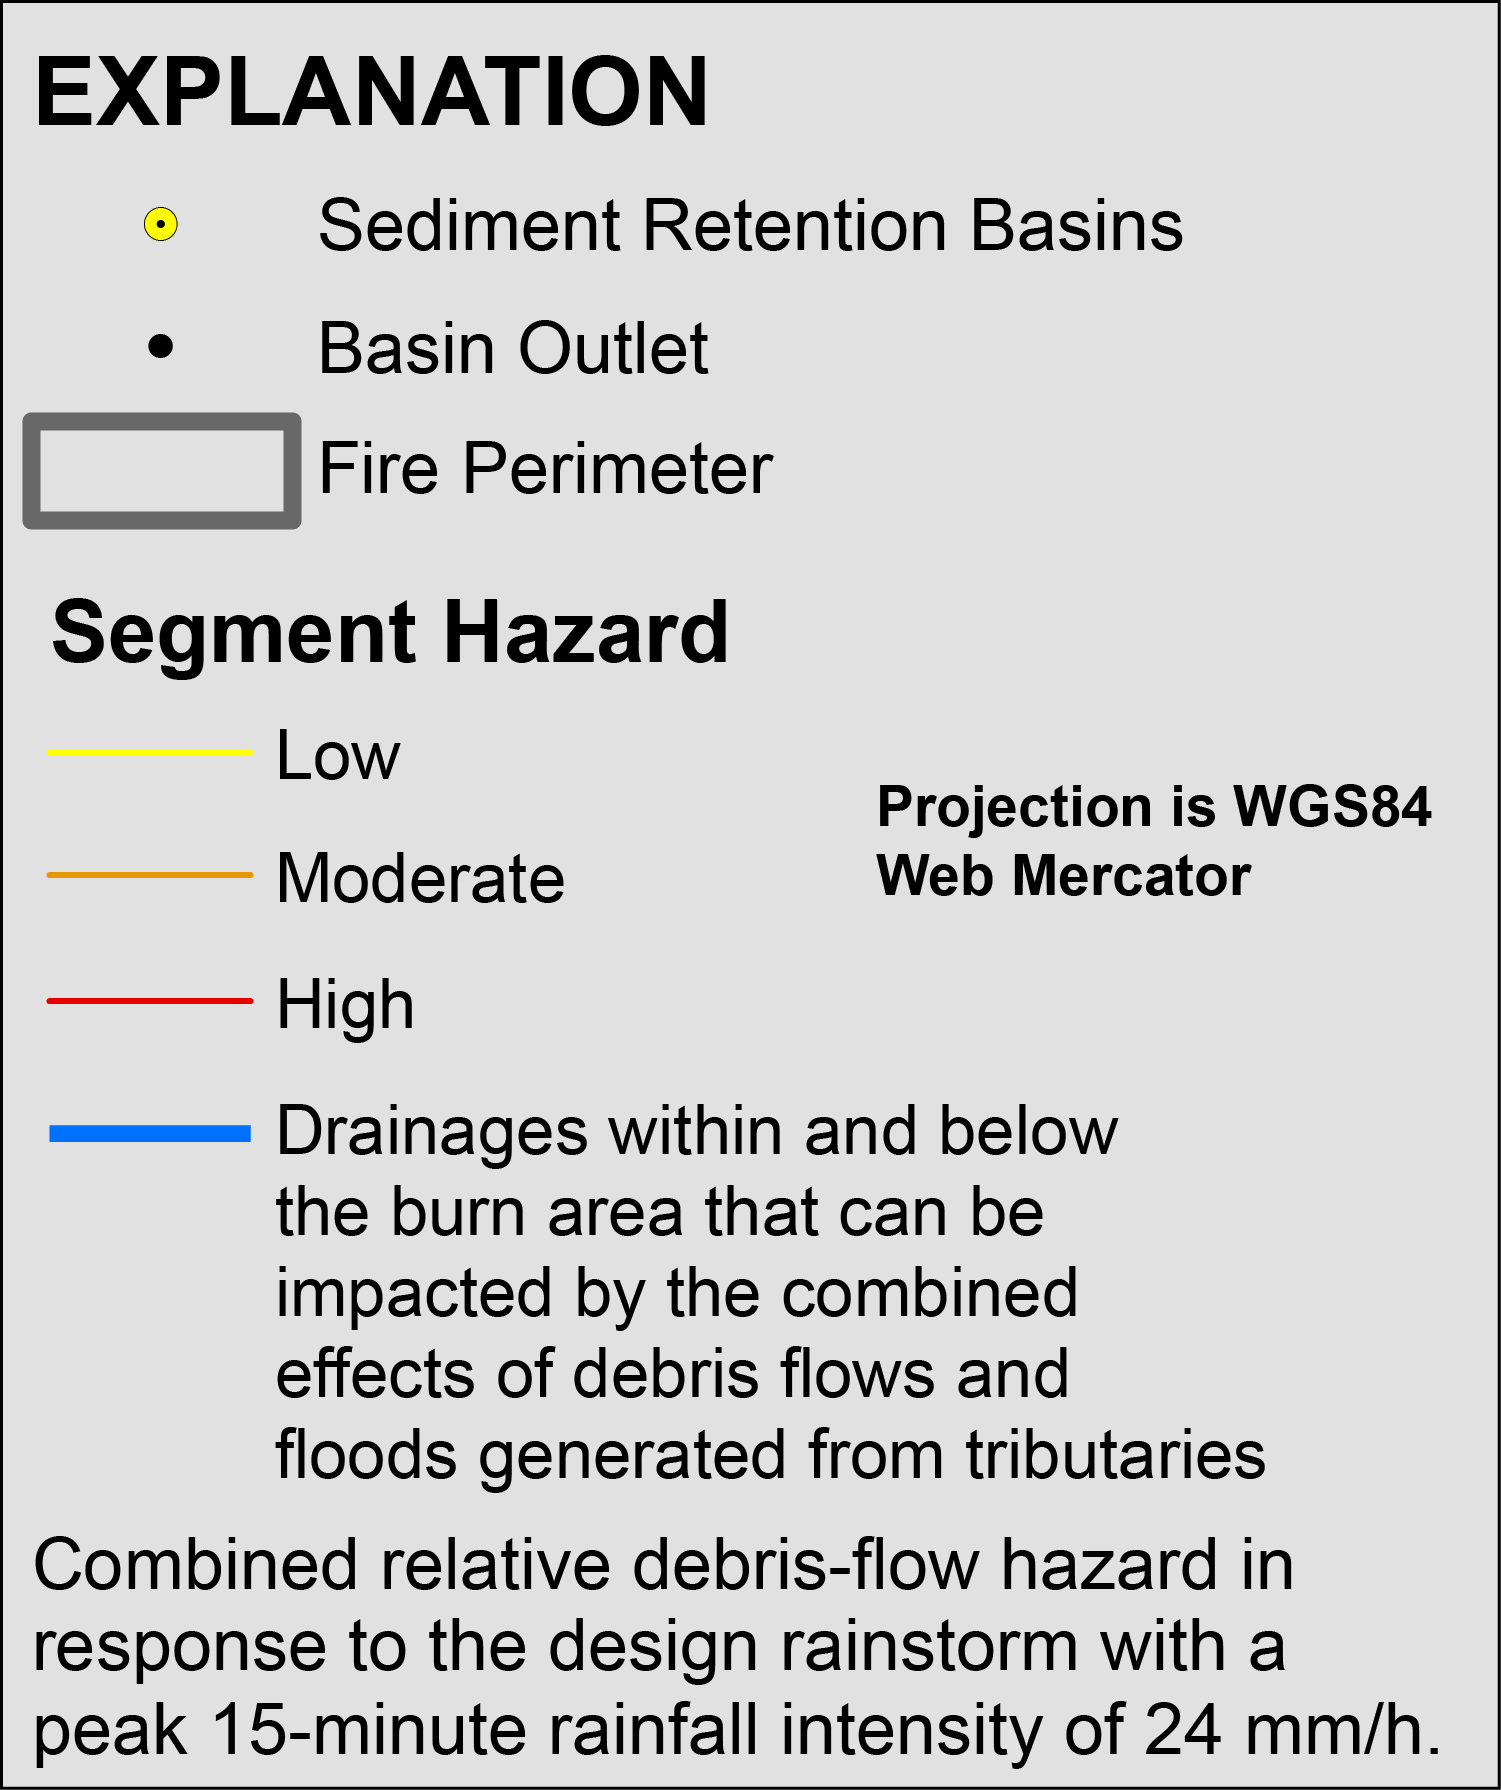 EXPLANATION
Sediment Retention Basins
Basin Outlet
Fire Perimeter
Segment Hazard
Low
Moderate
High
Projection is WGS84
Web Mercator
Drainages within and below
the burn area that can be
impacted by the combined
effects of debris flows and
floods generated from tributaries
Combined relative debris-flow hazard in
response to the design rainstorm with a
peak 15-minute rainfall intensity of 24 mm/h.